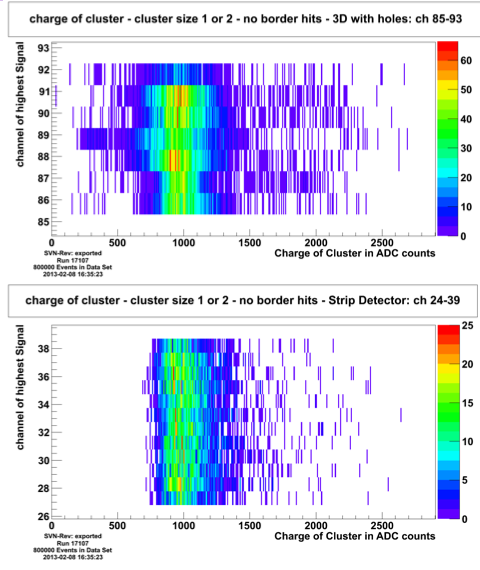 charge of cluster - cluster size 1 or 2 - no border hits - 3D with holes: ch 85-93
channel of highest Signal
93
92
91
90
89
88
87
86
85
60
50
40
30
20
10
0
0 500 1000 1500 2000 2500
Charge of Cluster in ADC counts
SVN-Rev: exported
Run 17107
800000 Events in Data Set
2013-02-08 16:35:23
charge of cluster - cluster size 1 or 2 - no border hits - Strip Detector: ch 24-39
channel of highest Signal
38
36
34
32
30
28
26
25
20
15
10
5
0
0 500 1000 1500 2000 2500
Charge of Cluster in ADC counts
SVN-Rev: exported
Run 17107
800000 Events in Data Set
2013-02-08 16:35:23